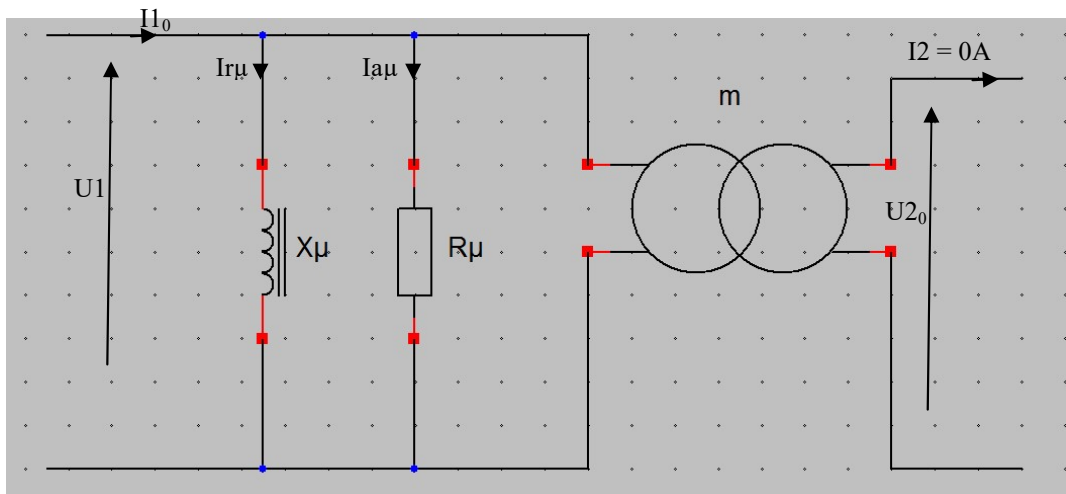 I1₀
Irµ
Iaµ
I2 = 0A
m
U1
Xµ
Rµ
U2₀